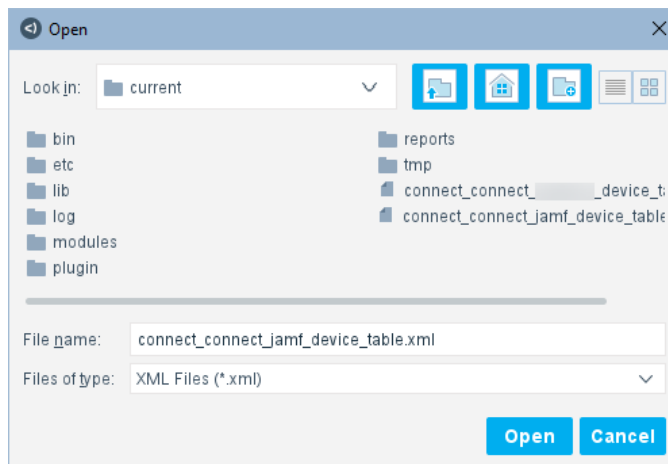 Open
Look in: current
bin
etc
lib
log
modules
plugin
reports
tmp
connect_connect_ _device_t
connect_connect_jamf_device_table
File name: connect_connect_jamf_device_table.xml
Files of type: XML Files (*.xml)
Open Cancel